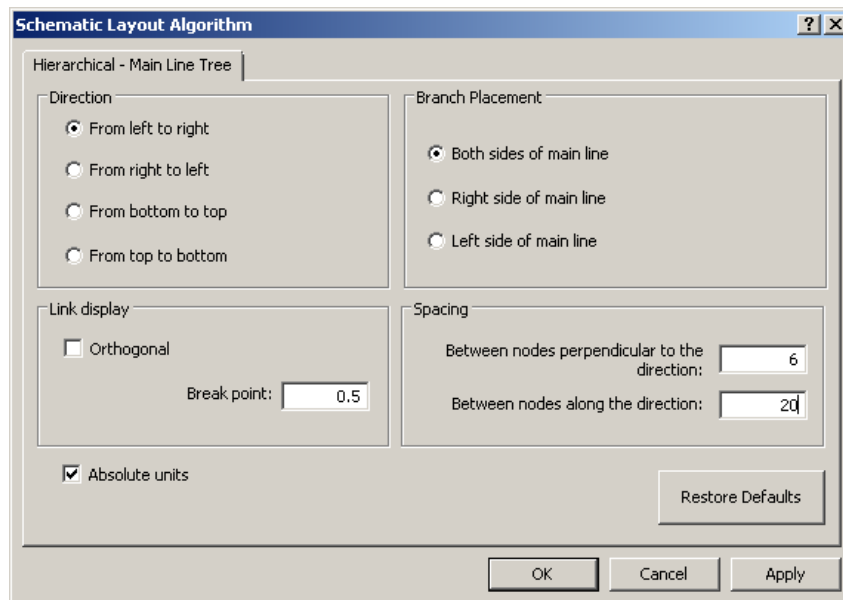 Schematic Layout Algorithm
Hierarchical - Main Line Tree
Direction
From left to right
From right to left
From bottom to top
From top to bottom
Branch Placement
Both sides of main line
Right side of main line
Left side of main line
Link display
Orthogonal
Break point: 0.5
Spacing
Between nodes perpendicular to the
direction: 6
Between nodes along the direction: 20
Absolute units
Restore Defaults
OK Cancel Apply